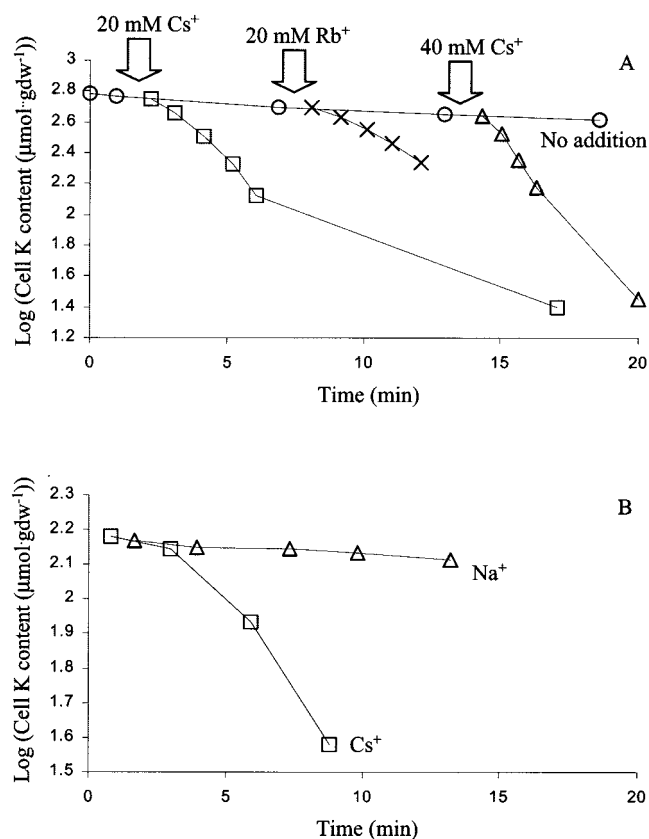 20 mM Cs⁺
20 mM Rb⁺
40 mM Cs⁺
A
Log (Cell K content (μmol·gdw⁻¹))
3
2.8
2.6
2.4
2.2
2
1.8
1.6
1.4
1.2
No addition
0 5 10 15 20
Time (min)
B
Log (Cell K content (μmol·gdw⁻¹))
2.3
2.2
2.1
2
1.9
1.8
1.7
1.6
1.5
Na⁺
Cs⁺
0 5 10 15 20
Time (min)